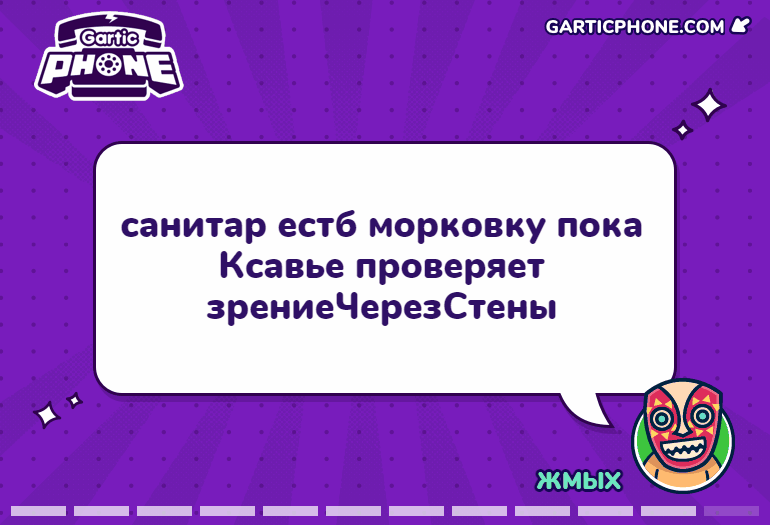 Gartic
PHONE
GARTICPHONE.COM
санитар естб морковку пока
Ксавье проверяет
зрениеЧерезСтены
ЖМЫХ